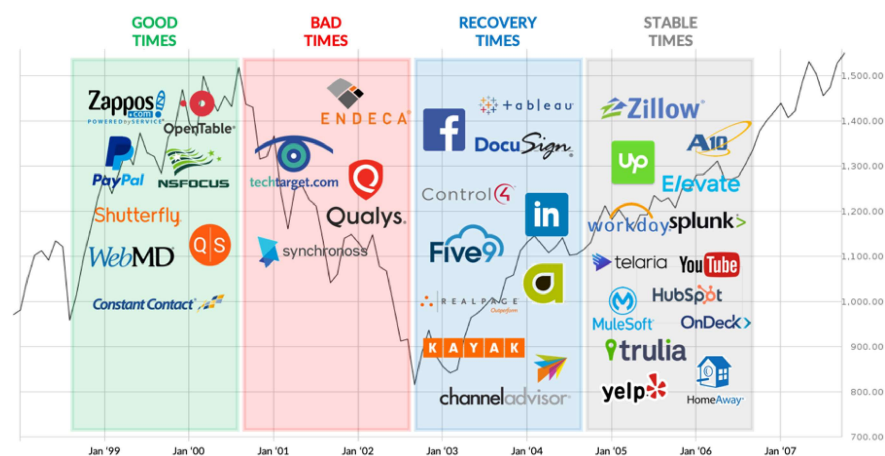 GOOD
TIMES
BAD
TIMES
RECOVERY
TIMES
STABLE
TIMES
Zappos!
.com
POWERED by SERVICE
OpenTable
PayPal
NSFOCUS
Shutterfly
QS
WebMD
Constant Contact
ENDECA
techtarget.com
Qualys.
synchronoss
f
+ a b l e a u
DocuSign
Control4
in
Five9
a
REALPAGE
Outperform
KAYAK
channeladvisor
Zillow
A10
up
Elevate
workday
splunk>
telaria
YouTube
HubSpot
MuleSoft
OnDeck>
trulia
yelp
HomeAway
1,500.00
1,400.00
1,300.00
1,200.00
1,100.00
1,000.00
900.00
800.00
700.00
Jan '99
Jan '00
Jan '01
Jan '02
Jan '03
Jan '04
Jan '05
Jan '06
Jan '07